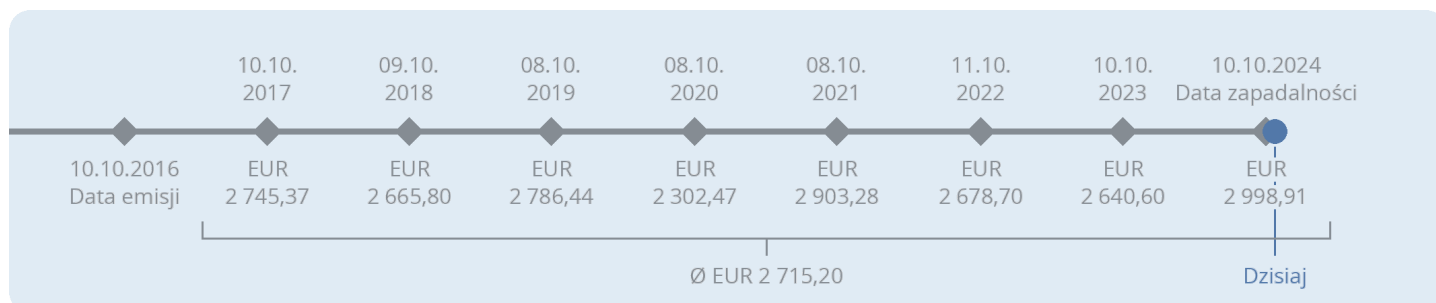 10.10.
2017
09.10.
2018
08.10.
2019
08.10.
2020
08.10.
2021
11.10.
2022
10.10.
2023
10.10.2024
Data zapadalności
10.10.2016
Data emisji
EUR
2 745,37
EUR
2 665,80
EUR
2 786,44
EUR
2 302,47
EUR
2 903,28
EUR
2 678,70
EUR
2 640,60
EUR
2 998,91
Ø EUR 2 715,20
Dzisiaj